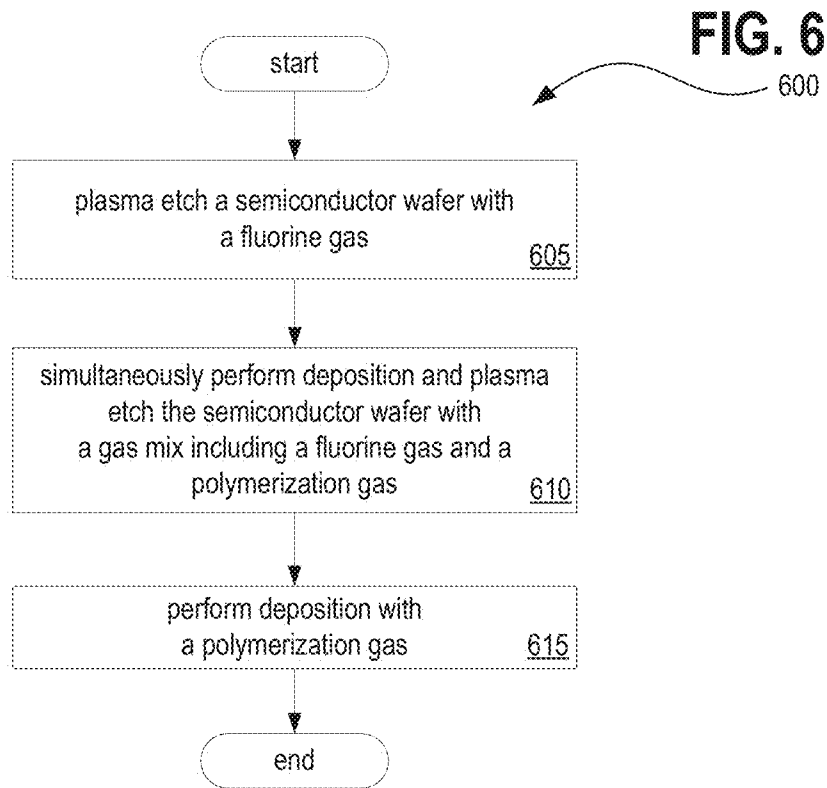 FIG. 6
start
600
plasma etch a semiconductor wafer with
a fluorine gas
605
simultaneously perform deposition and plasma
etch the semiconductor wafer with
a gas mix including a fluorine gas and a
polymerization gas
610
perform deposition with
a polymerization gas
615
end